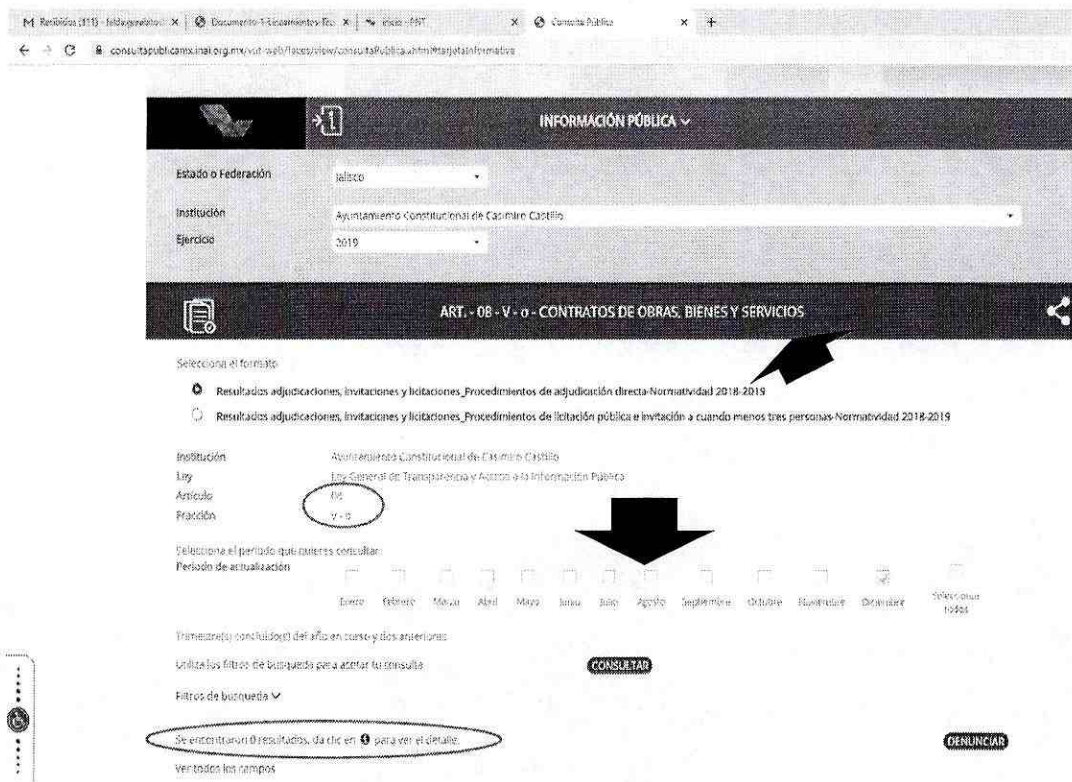 M Recibidos (311) - hildagonzalez × Documento-1-Lineamientos-Téc × Inicio - PNT × Consulta Pública × +
consultapublicamx.inai.org.mx/vut-web/faces/view/consultaPublica.xhtml#tarjetaInformativa
INFORMACIÓN PÚBLICA
Estado o Federación Jalisco
Institución Ayuntamiento Constitucional de Casimiro Castillo
Ejercicio 2019
ART. - 08 - V - o - CONTRATOS DE OBRAS, BIENES Y SERVICIOS
Selecciona el formato
Resultados adjudicaciones, invitaciones y licitaciones_Procedimientos de adjudicación directa-Normatividad 2018-2019
Resultados adjudicaciones, invitaciones y licitaciones_Procedimientos de licitación pública e invitación a cuando menos tres personas-Normatividad 2018-2019
Institución Ayuntamiento Constitucional de Casimiro Castillo
Ley Ley General de Transparencia y Acceso a la Información Pública
Artículo 08
Fracción V - o
Selecciona el periodo que quieres consultar
Periodo de actualización
Enero Febrero Marzo Abril Mayo Junio Julio Agosto Septiembre Octubre Noviembre Diciembre Seleccionar todos
Trimestre(s) concluido(s) del año en curso y dos anteriores
Utiliza los filtros de búsqueda para acotar tu consulta CONSULTAR
Filtros de búsqueda
Se encontraron 0 resultados, da clic en para ver el detalle. DENUNCIAR
Ver todos los campos